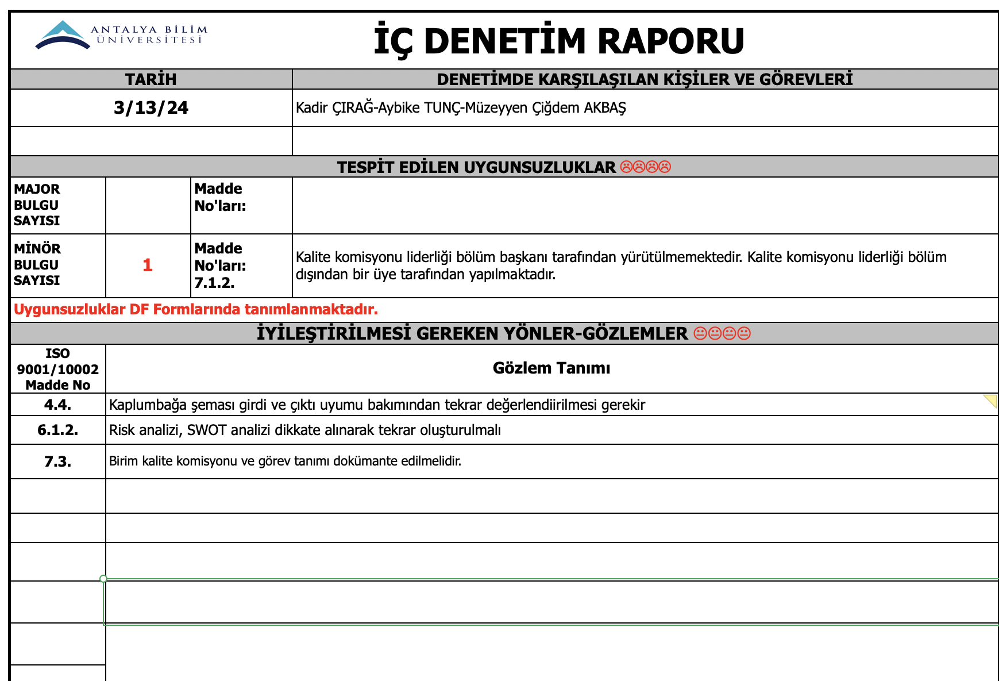 ANTALYA BİLİM
ÜNİVERSİTESİ
İÇ DENETİM RAPORU
TARİH
DENETİMDE KARŞILAŞILAN KİŞİLER VE GÖREVLERİ
3/13/24
Kadir ÇIRAĞ-Aybike TUNÇ-Müzeyyen Çiğdem AKBAŞ
TESPİT EDİLEN UYGUNSUZLUKLAR ☹☹☹☹
MAJOR
BULGU
SAYISI
Madde
No'ları:
MİNÖR
BULGU
SAYISI
1
Madde
No'ları:
7.1.2.
Kalite komisyonu liderliği bölüm başkanı tarafından yürütülmemektedir. Kalite komisyonu liderliği bölüm
dışından bir üye tarafından yapılmaktadır.
Uygunsuzluklar DF Formlarında tanımlanmaktadır.
İYİLEŞTİRİLMESİ GEREKEN YÖNLER-GÖZLEMLER 😐😐😐😐
ISO
9001/10002
Madde No
Gözlem Tanımı
4.4.
Kaplumbağa şeması girdi ve çıktı uyumu bakımından tekrar değerlendiirilmesi gerekir
6.1.2.
Risk analizi, SWOT analizi dikkate alınarak tekrar oluşturulmalı
7.3.
Birim kalite komisyonu ve görev tanımı dokümante edilmelidir.